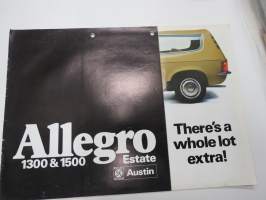 Allegro
1300 & 1500
Estate
Austin
There's a
whole lot
extra!